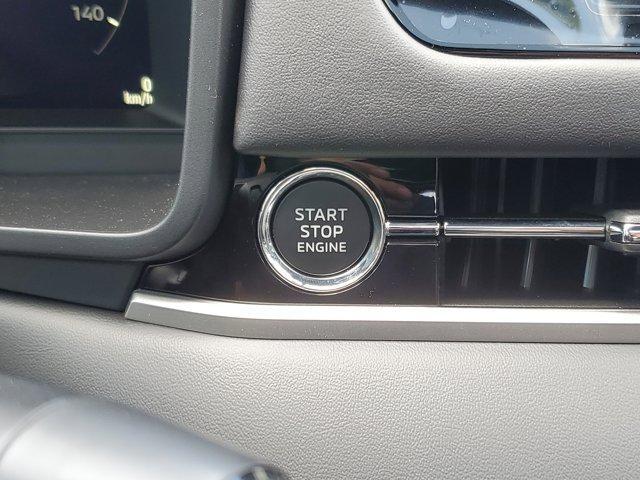 140
0
km/h
START
STOP
ENGINE